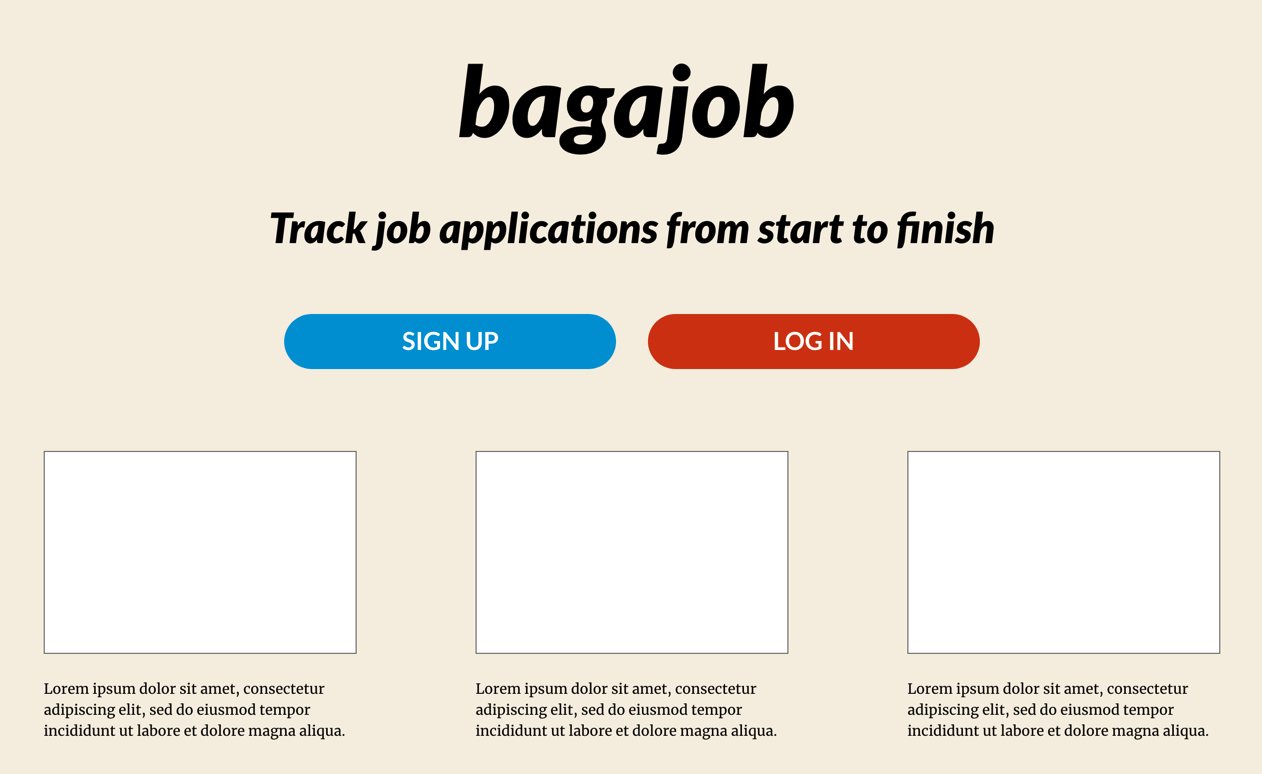 bagajob
Track job applications from start to finish
SIGN UP
LOG IN
Lorem ipsum dolor sit amet, consectetur
adipiscing elit, sed do eiusmod tempor
incididunt ut labore et dolore magna aliqua.
Lorem ipsum dolor sit amet, consectetur
adipiscing elit, sed do eiusmod tempor
incididunt ut labore et dolore magna aliqua.
Lorem ipsum dolor sit amet, consectetur
adipiscing elit, sed do eiusmod tempor
incididunt ut labore et dolore magna aliqua.